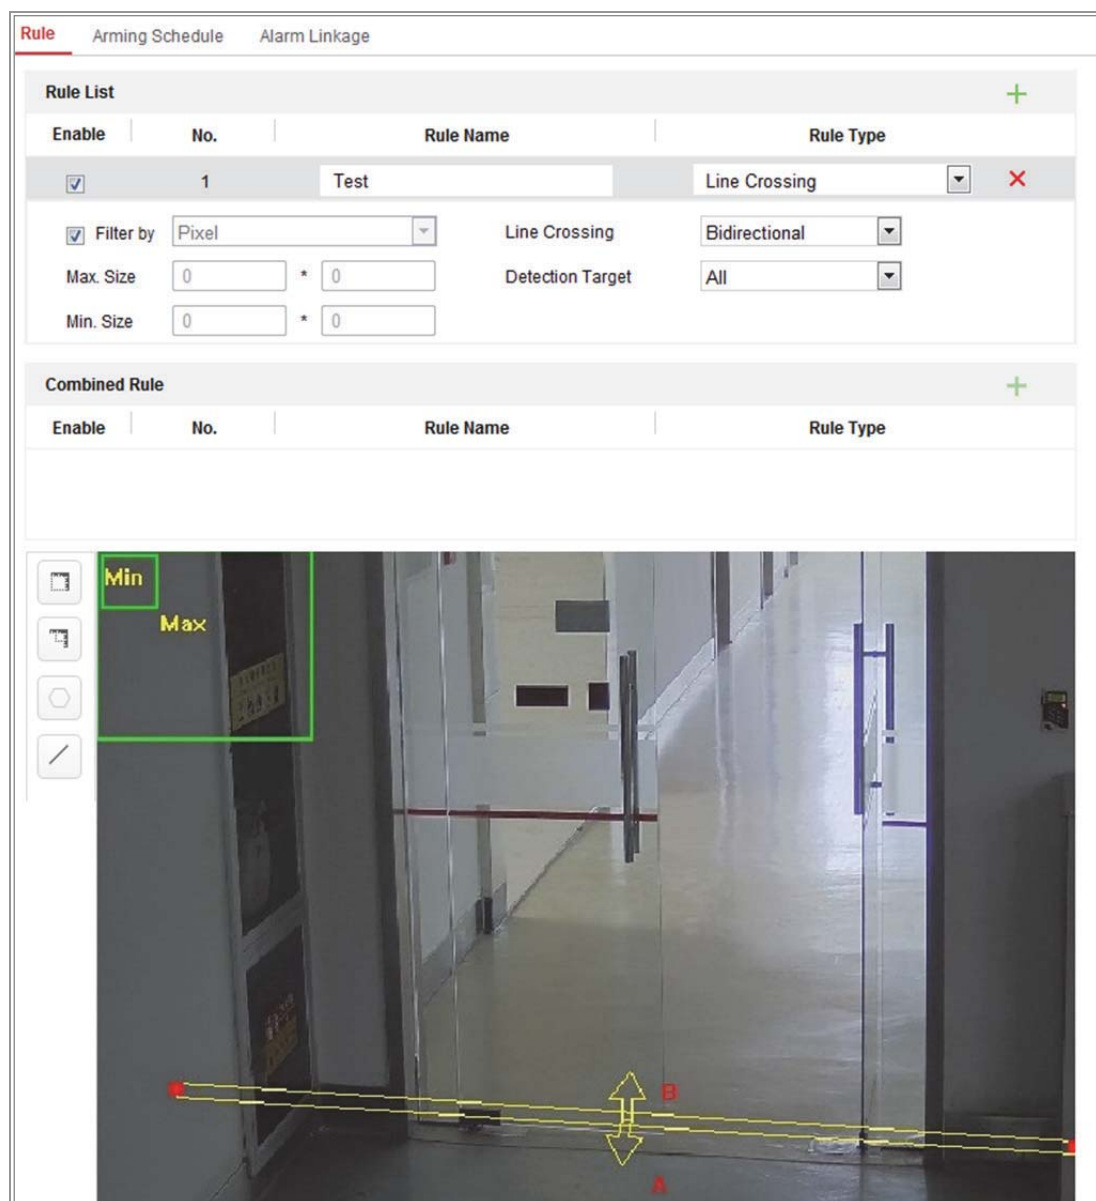 Rule Arming Schedule Alarm Linkage
Rule List
Enable No. Rule Name Rule Type
1 Test Line Crossing
Filter by Pixel Line Crossing Bidirectional
Max. Size 0 * 0 Detection Target All
Min. Size 0 * 0
Combined Rule
Enable No. Rule Name Rule Type
Min
Max
B
A